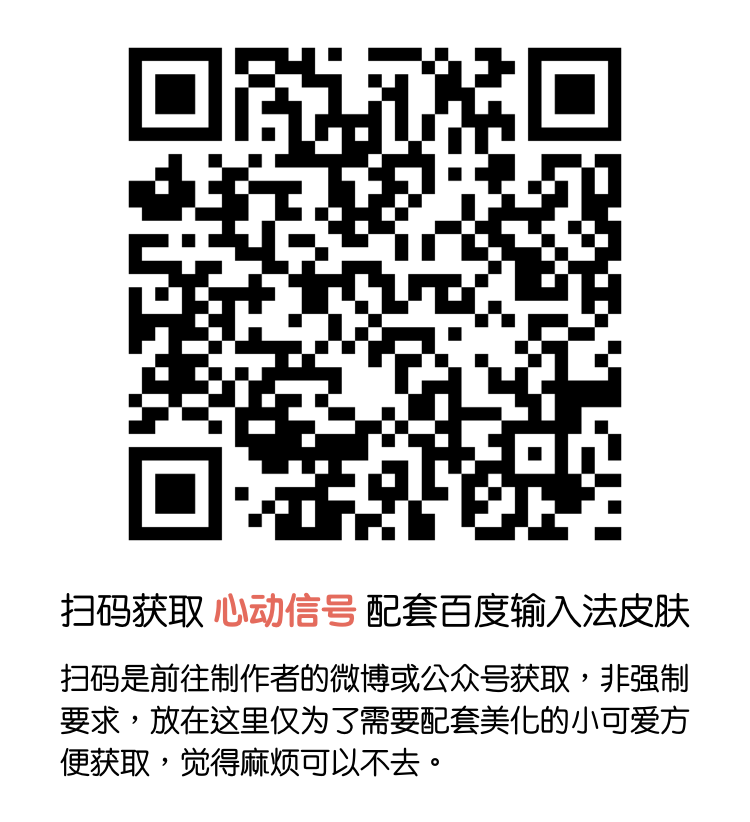 扫码获取 心动信号 配套百度输入法皮肤
扫码是前往制作者的微博或公众号获取，非强制
要求，放在这里仅为了需要配套美化的小可爱方
便获取，觉得麻烦可以不去。